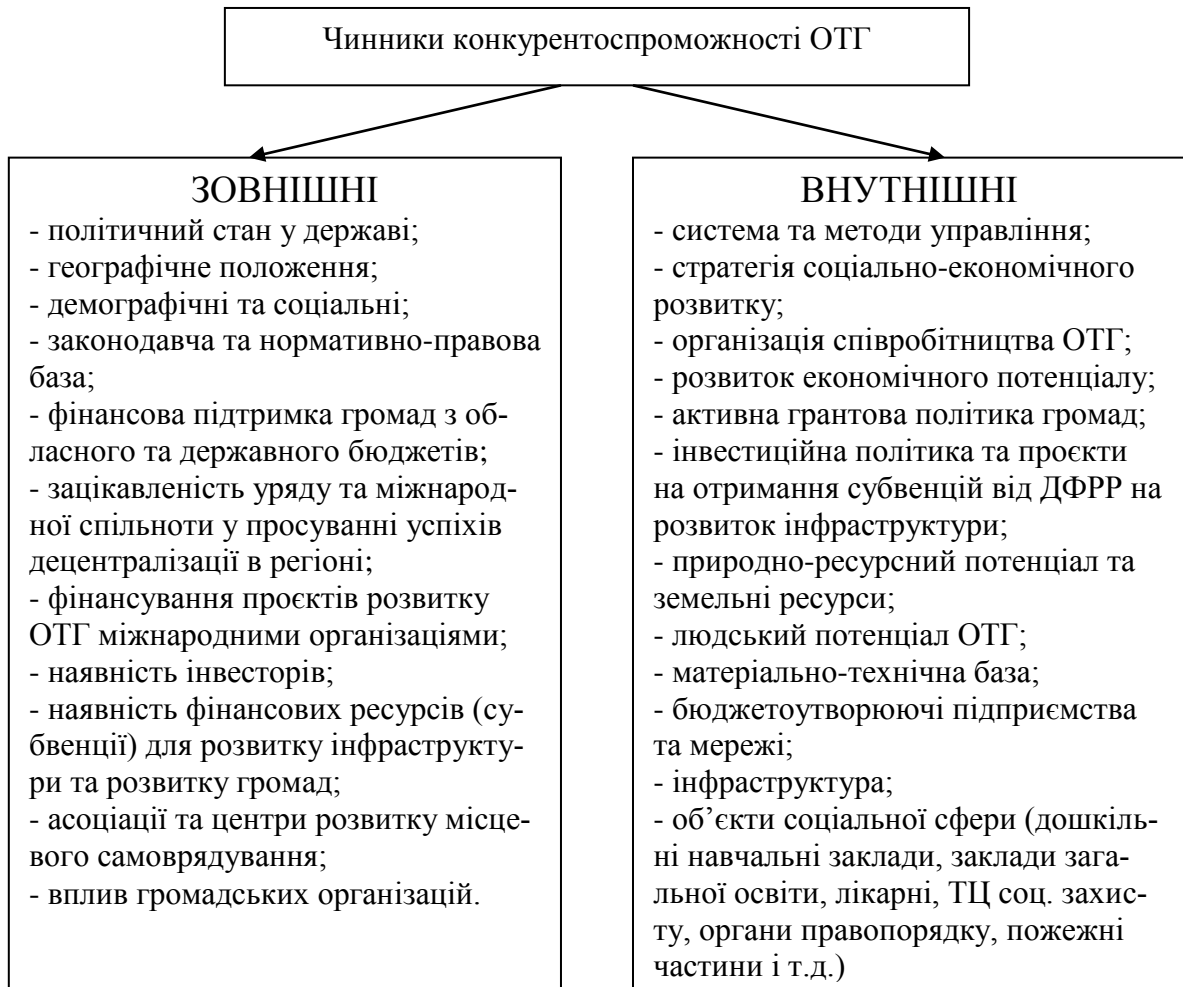 Чинники конкурентоспроможності ОТГ
ЗОВНІШНІ
- політичний стан у державі;
- географічне положення;
- демографічні та соціальні;
- законодавча та нормативно-правова
база;
- фінансова підтримка громад з об-
ласного та державного бюджетів;
- зацікавленість уряду та міжнарод-
ної спільноти у просуванні успіхів
децентралізації в регіоні;
- фінансування проєктів розвитку
ОТГ міжнародними організаціями;
- наявність інвесторів;
- наявність фінансових ресурсів (су-
бвенції) для розвитку інфраструкту-
ри та розвитку громад;
- асоціації та центри розвитку місце-
вого самоврядування;
- вплив громадських організацій.
ВНУТНІШНІ
- система та методи управління;
- стратегія соціально-економічного
розвитку;
- організація співробітництва ОТГ;
- розвиток економічного потенціалу;
- активна грантова політика громад;
- інвестиційна політика та проєкти
на отримання субвенцій від ДФРР на
розвиток інфраструктури;
- природно-ресурсний потенціал та
земельні ресурси;
- людський потенціал ОТГ;
- матеріально-технічна база;
- бюджетоутворюючі підприємства
та мережі;
- інфраструктура;
- об’єкти соціальної сфери (дошкіль-
ні навчальні заклади, заклади зага-
льної освіти, лікарні, ТЦ соц. захис-
ту, органи правопорядку, пожежні
частини і т.д.)